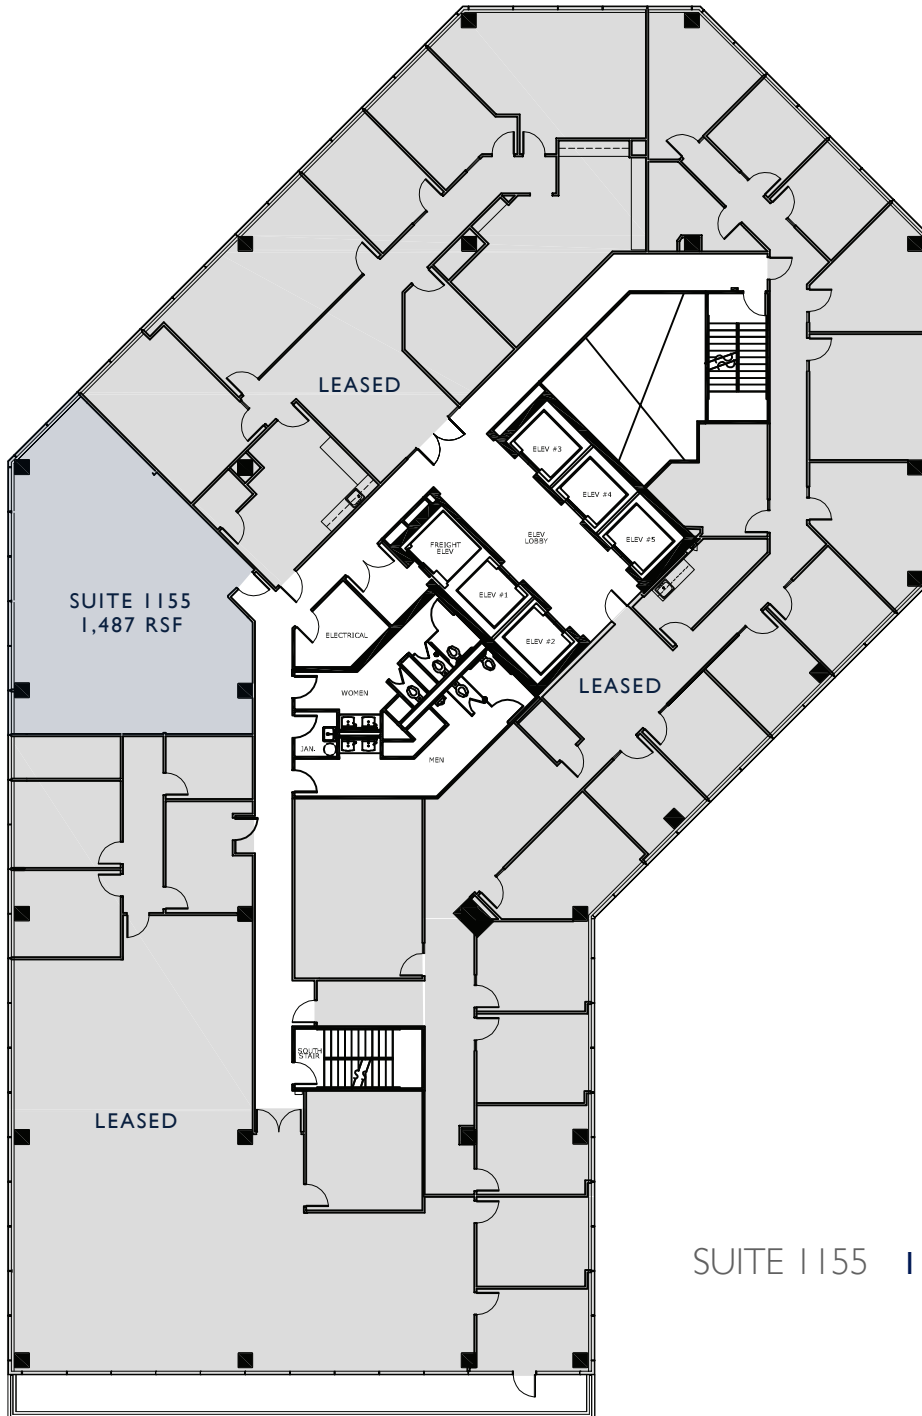 LEASED
ELEV #3
ELEV #4
ELEV #5
ELEV
LOBBY
FREIGHT
ELEV
ELEV #1
ELEV #2
SUITE 1155
1,487 RSF
ELECTRICAL
WOMEN
JAN.
MEN
LEASED
SOUTH
STAIR
LEASED
SUITE 1155